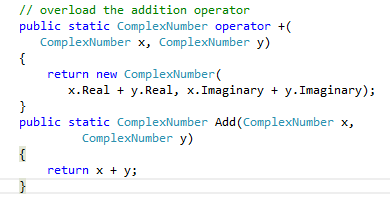 // overload the addition operator
public static ComplexNumber operator +(
ComplexNumber x, ComplexNumber y)
{
return new ComplexNumber(
x.Real + y.Real, x.Imaginary + y.Imaginary);
}
public static ComplexNumber Add(ComplexNumber x,
ComplexNumber y)
{
return x + y;
}